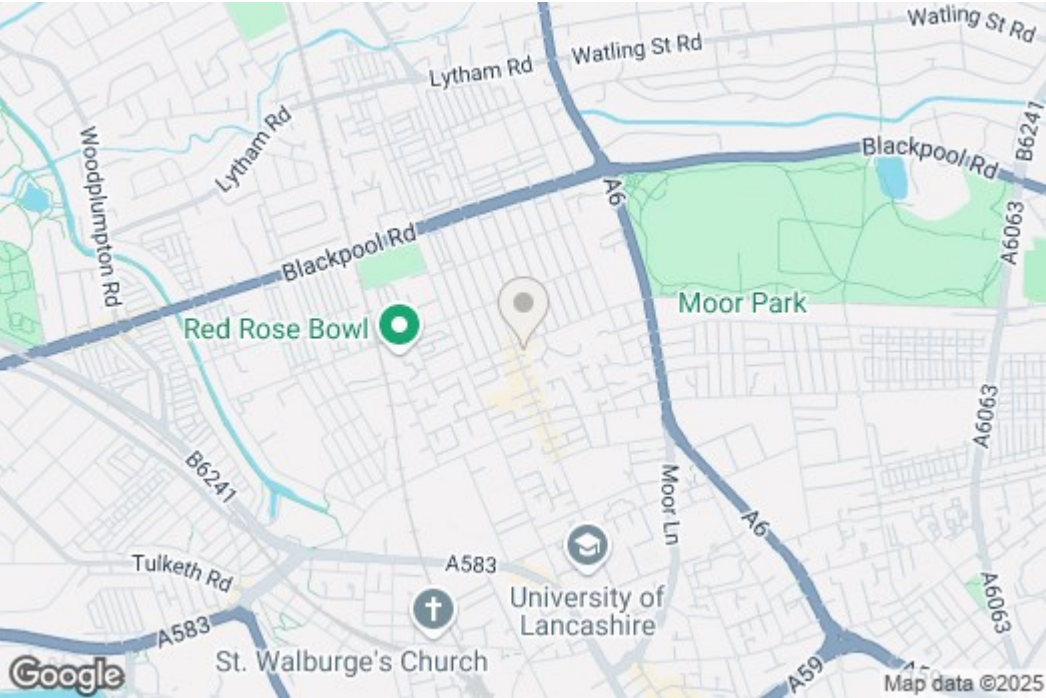 Watling St Rd
Watling St Rd
Lytham Rd
Lytham Rd
B6241
Blackpool Rd
Woodplumpton Rd
A6
A6063
Blackpool Rd
Moor Park
Red Rose Bowl
A6063
B6241
Moor Ln
A6
A583
Tulketh Rd
A6063
University of
Lancashire
A583
St. Walburge's Church
A59
Google
Map data ©2025